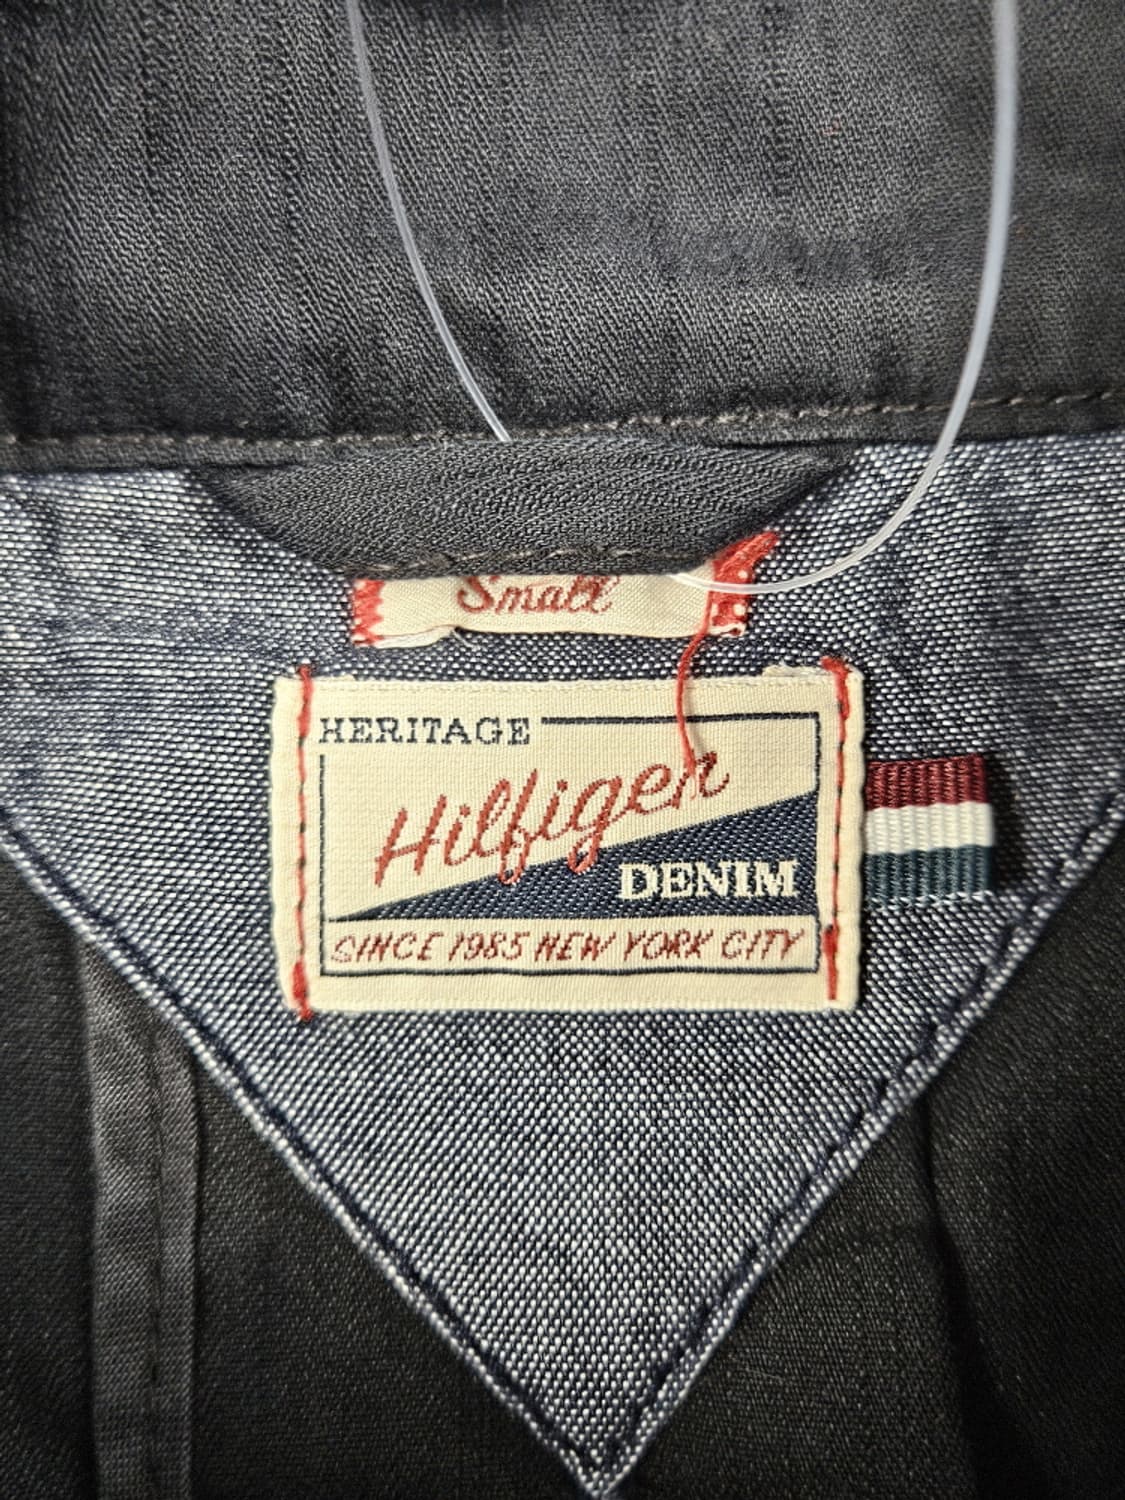 Small
HERITAGE
Hilfiger
DENIM
SINCE 1985 NEW YORK CITY